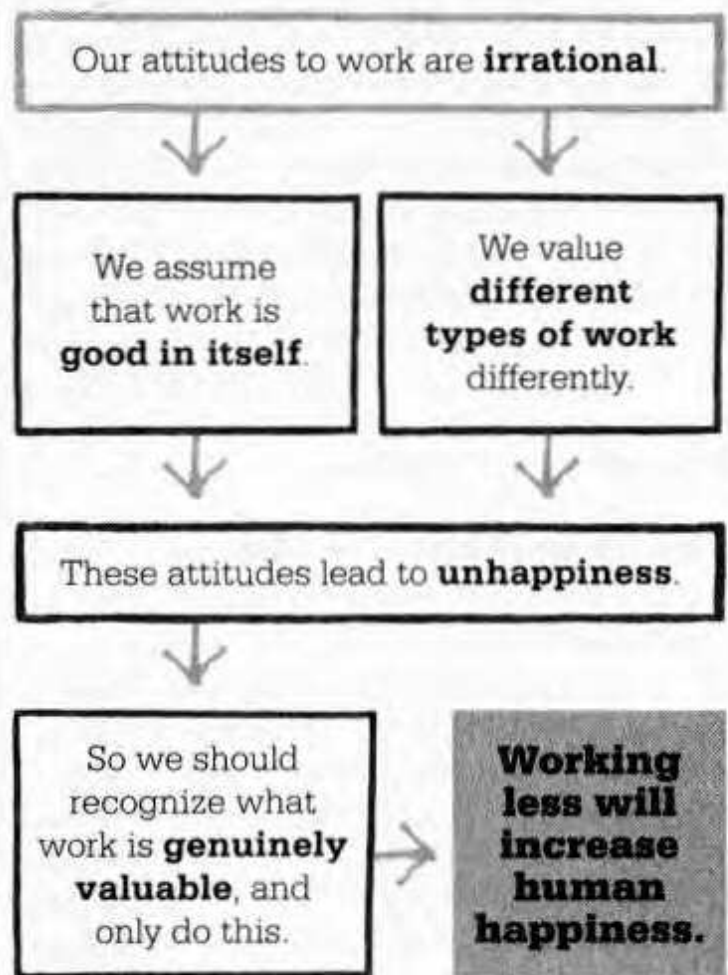 Our attitudes to work are irrational.
We assume
that work is
good in itself.
We value
different
types of work
differently.
These attitudes lead to unhappiness.
So we should
recognize what
work is genuinely
valuable, and
only do this.
Working
less will
increase
human
happiness.